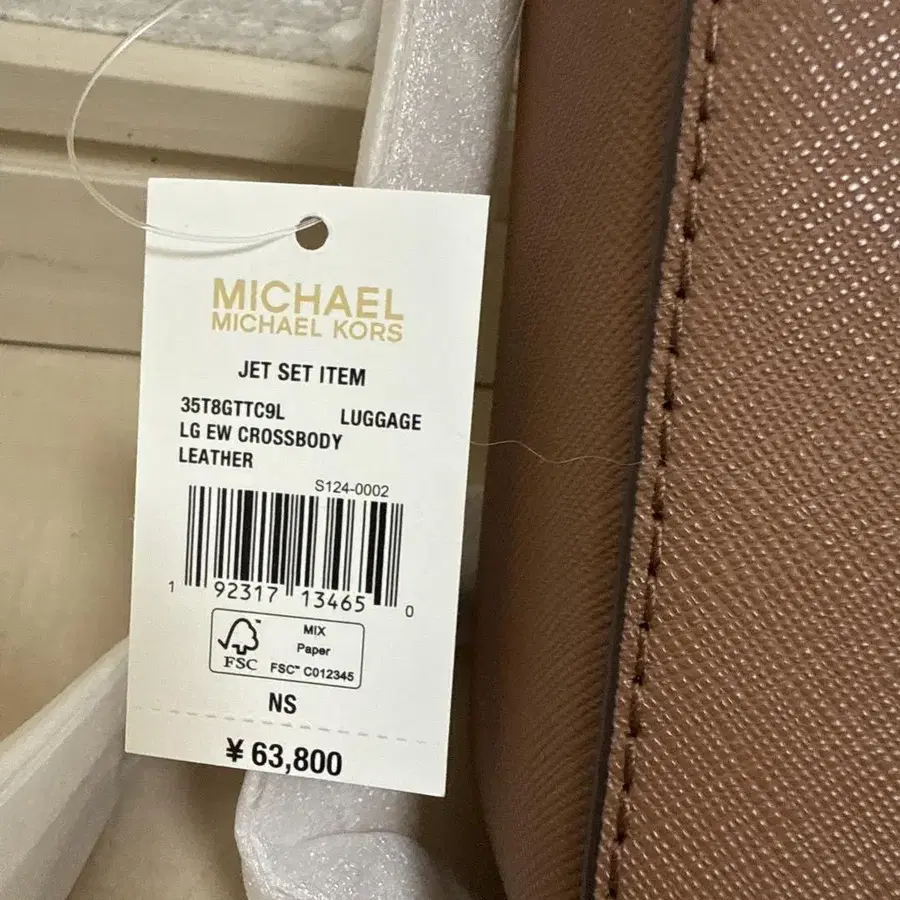 MICHAEL
MICHAEL KORS
JET SET ITEM
35T8GTTC9L LUGGAGE
LG EW CROSSBODY
LEATHER
S124-0002
1 92317 13465 0
FSC™
MIX
Paper
FSC™ C012345
NS
¥ 63,800